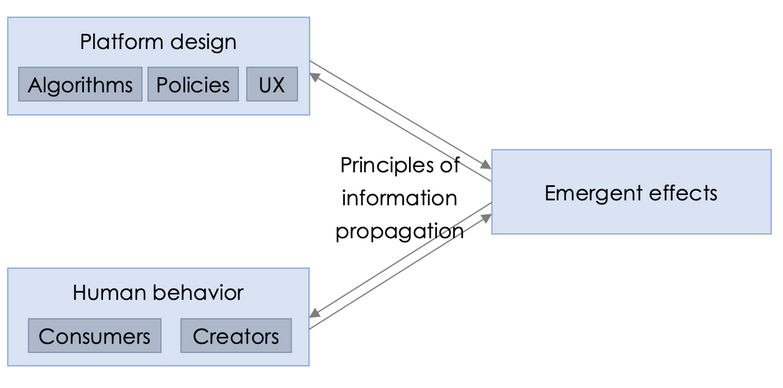 Platform design
Algorithms Policies UX
Principles of
information
propagation
Emergent effects
Human behavior
Consumers Creators